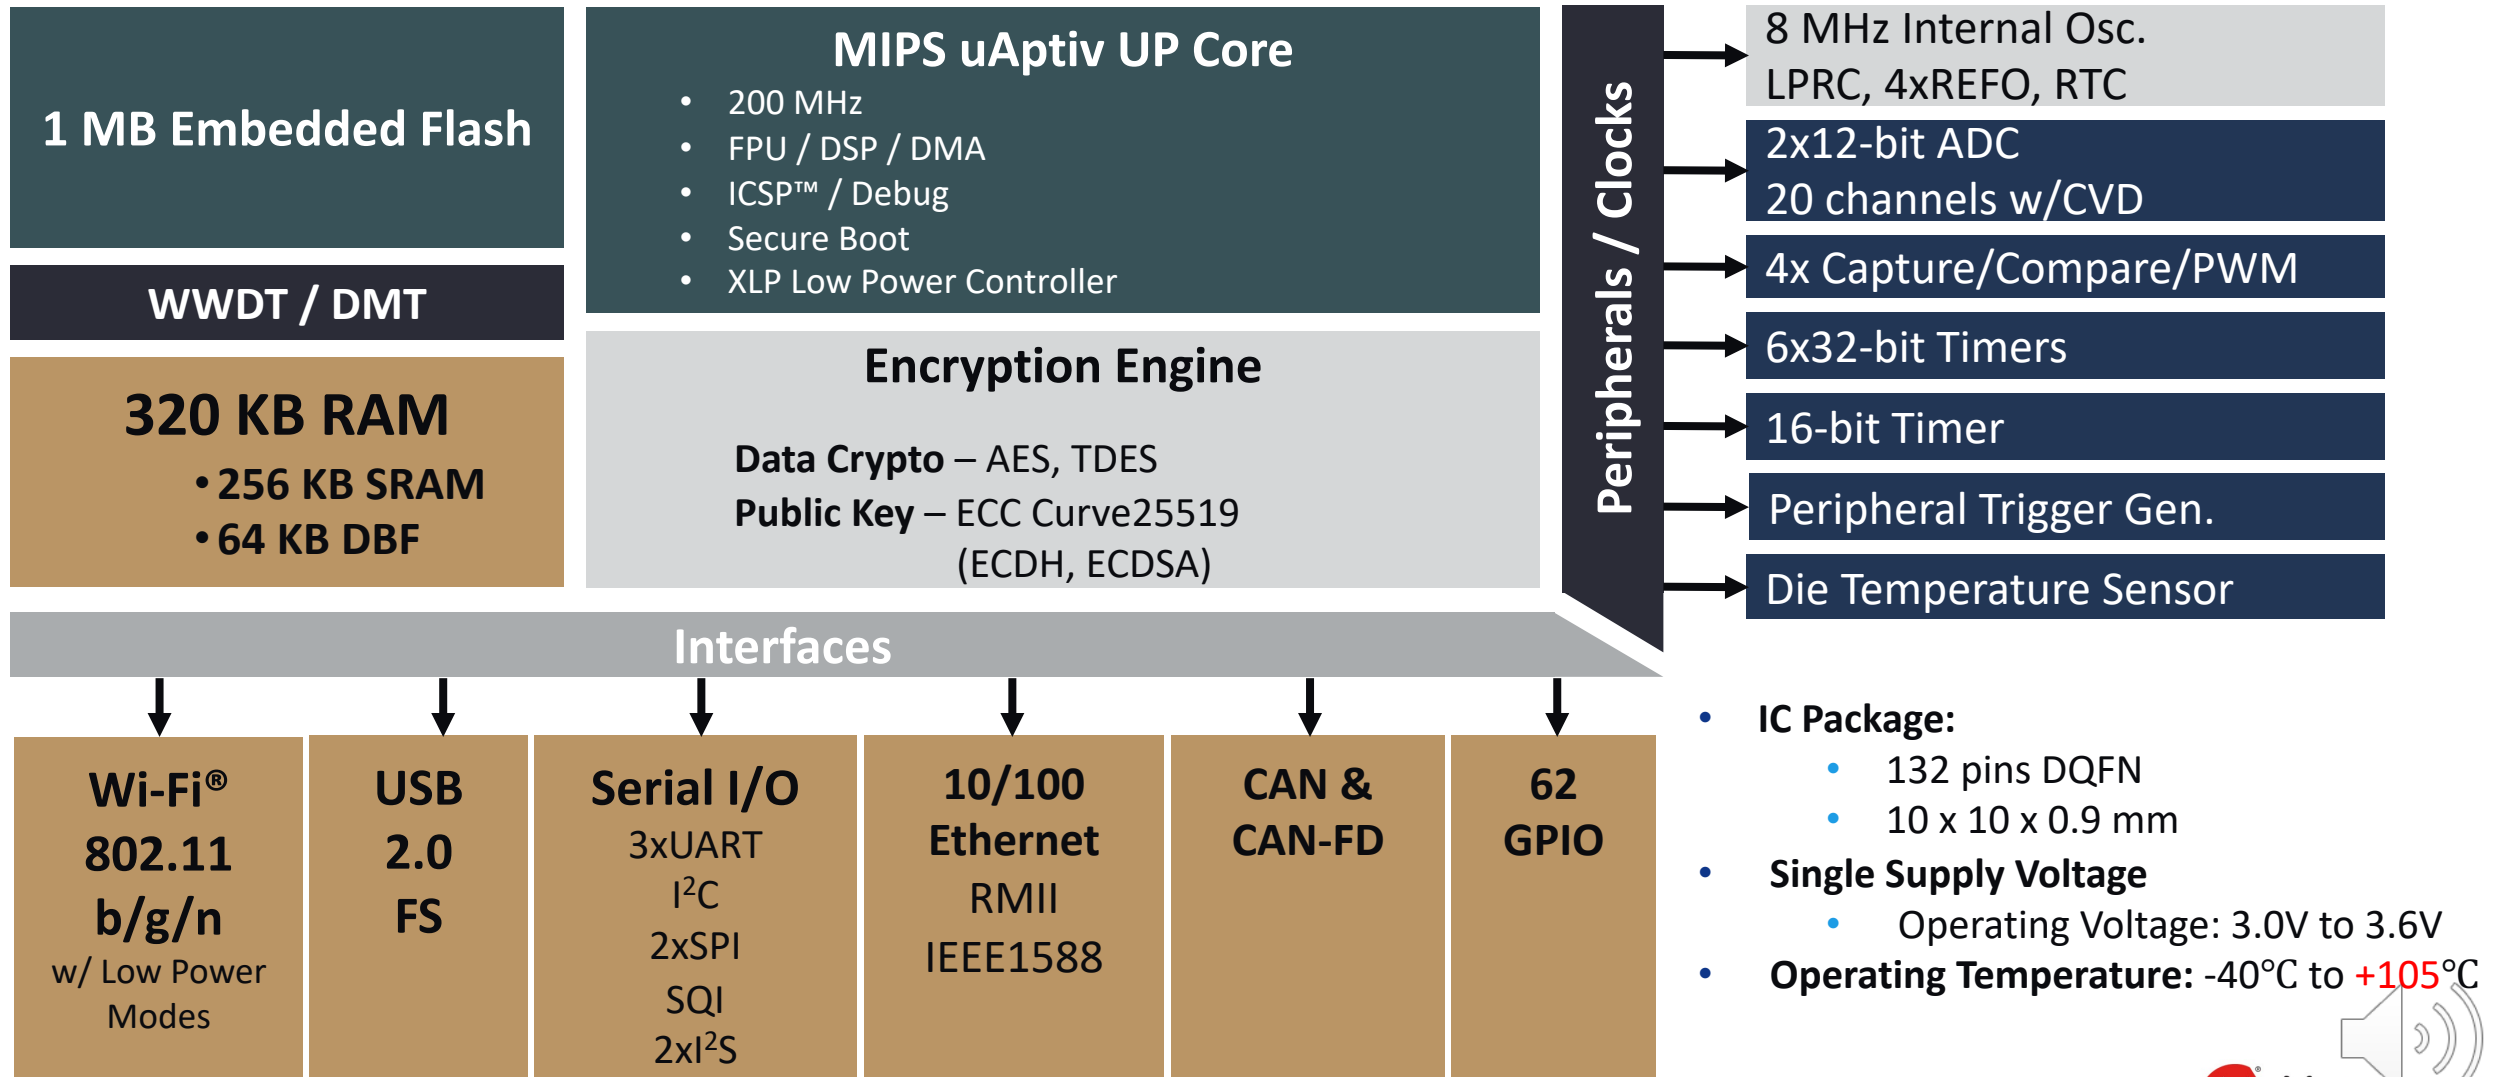 1 MB Embedded Flash
WWDT / DMT
320 KB RAM
• 256 KB SRAM
• 64 KB DBF
MIPS uAptiv UP Core
• 200 MHz
• FPU / DSP / DMA
• ICSP™ / Debug
• Secure Boot
• XLP Low Power Controller
Encryption Engine
Data Crypto – AES, TDES
Public Key – ECC Curve25519
(ECDH, ECDSA)
Peripherals / Clocks
8 MHz Internal Osc.
LPRC, 4xREFO, RTC
2x12-bit ADC
20 channels w/CVD
4x Capture/Compare/PWM
6x32-bit Timers
16-bit Timer
Peripheral Trigger Gen.
Die Temperature Sensor
Interfaces
Wi-Fi®
802.11
b/g/n
w/ Low Power
Modes
USB
2.0
FS
Serial I/O
3xUART
I²C
2xSPI
SQI
2xI²S
10/100
Ethernet
RMII
IEEE1588
CAN &
CAN-FD
62
GPIO
• IC Package:
• 132 pins DQFN
• 10 x 10 x 0.9 mm
• Single Supply Voltage
• Operating Voltage: 3.0V to 3.6V
• Operating Temperature: -40°C to +105°C